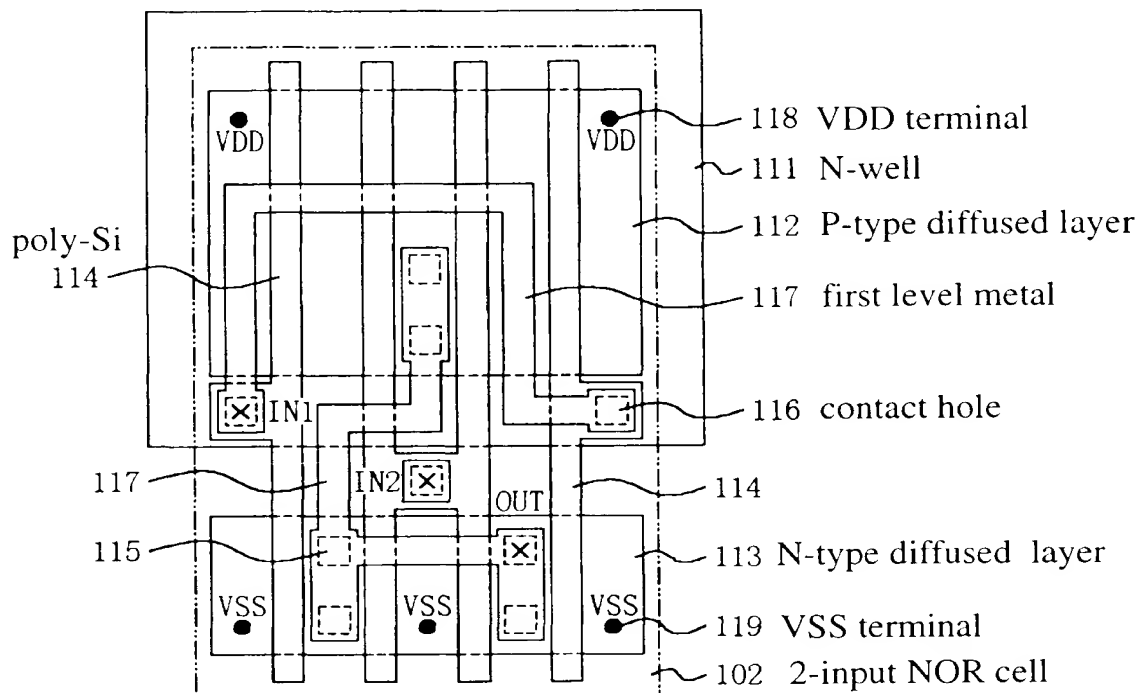 VDD
VDD
118 VDD terminal
111 N-well
112 P-type diffused layer
poly-Si
114
117 first level metal
IN1
116 contact hole
117
IN2
OUT
114
115
113 N-type diffused layer
VSS
VSS
VSS
119 VSS terminal
102 2-input NOR cell